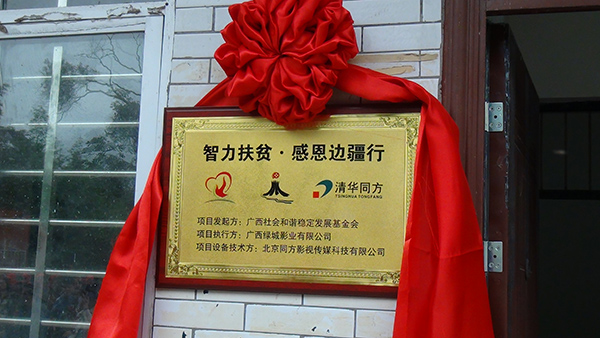 智力扶贫·感恩边疆行
清华同方
TSINGHUA TONGFANG
项目发起方：广西社会和谐稳定发展基金会
项目执行方：广西绿城影业有限公司
项目设备技术方：北京同方影视传媒科技有限公司